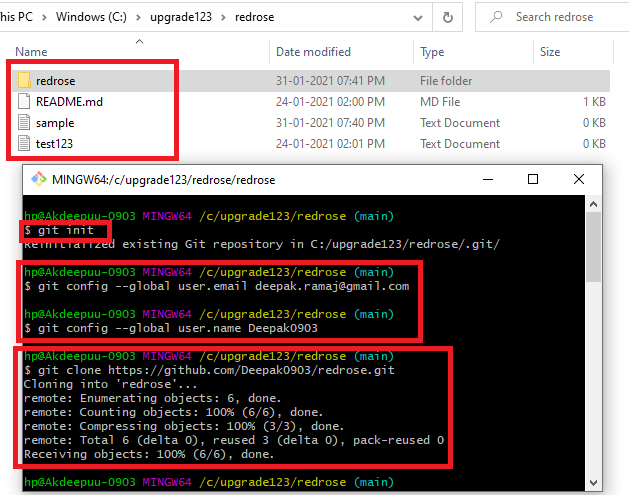 his PC > Windows (C:) > upgrade123 > redrose
Search redrose
Name Date modified Type Size
redrose 31-01-2021 07:41 PM File folder
README.md 24-01-2021 02:00 PM MD File 1 KB
sample 31-01-2021 07:40 PM Text Document 0 KB
test123 24-01-2021 02:01 PM Text Document 0 KB
MINGW64:/c/upgrade123/redrose/redrose
hp@Akdeepuu-0903 MINGW64 /c/upgrade123/redrose (main)
$ git init
Reinitialized existing Git repository in C:/upgrade123/redrose/.git/
hp@Akdeepuu-0903 MINGW64 /c/upgrade123/redrose (main)
$ git config --global user.email deepak.ramaj@gmail.com
hp@Akdeepuu-0903 MINGW64 /c/upgrade123/redrose (main)
$ git config --global user.name Deepak0903
hp@Akdeepuu-0903 MINGW64 /c/upgrade123/redrose (main)
$ git clone https://github.com/Deepak0903/redrose.git
Cloning into 'redrose'...
remote: Enumerating objects: 6, done.
remote: Counting objects: 100% (6/6), done.
remote: Compressing objects: 100% (3/3), done.
remote: Total 6 (delta 0), reused 3 (delta 0), pack-reused 0
Receiving objects: 100% (6/6), done.
hp@Akdeepuu-0903 MINGW64 /c/upgrade123/redrose (main)